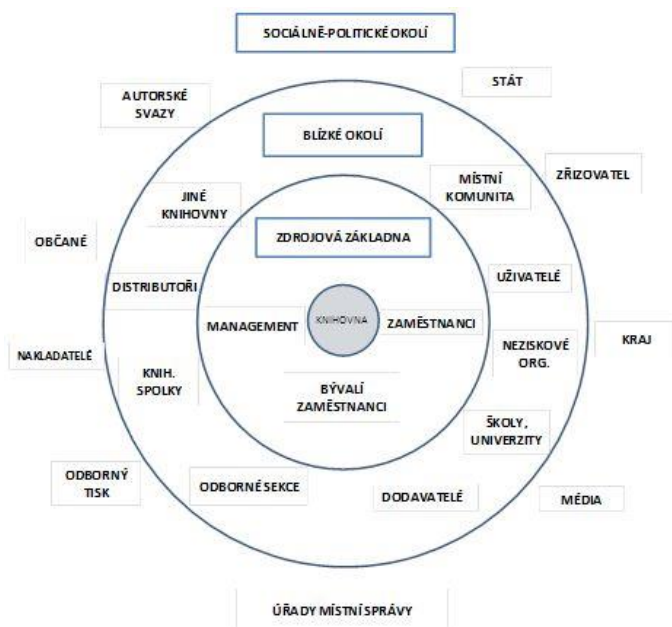 SOCIÁLNĚ-POLITICKÉ OKOLÍ
STÁT
AUTORSKÉ
SVAZY
BLÍZKÉ OKOLÍ
MÍSTNÍ
KOMUNITA
ZŘIZOVATEL
JINÉ
KNIHOVNY
OBČANÉ
ZDROJOVÁ ZÁKLADNA
UŽIVATELÉ
DISTRIBUTOŘI
MANAGEMENT
KNIHOVNA
ZAMĚSTNANCI
KRAJ
NEZISKOVÉ
ORG.
NAKLADATELÉ
KNIH.
SPOLKY
BÝVALÍ
ZAMĚSTNANCI
ŠKOLY,
UNIVERZITY
ODBORNÝ
TISK
ODBORNÉ SEKCE
DODAVATELÉ
MÉDIA
ÚŘADY MÍSTNÍ SPRÁVY